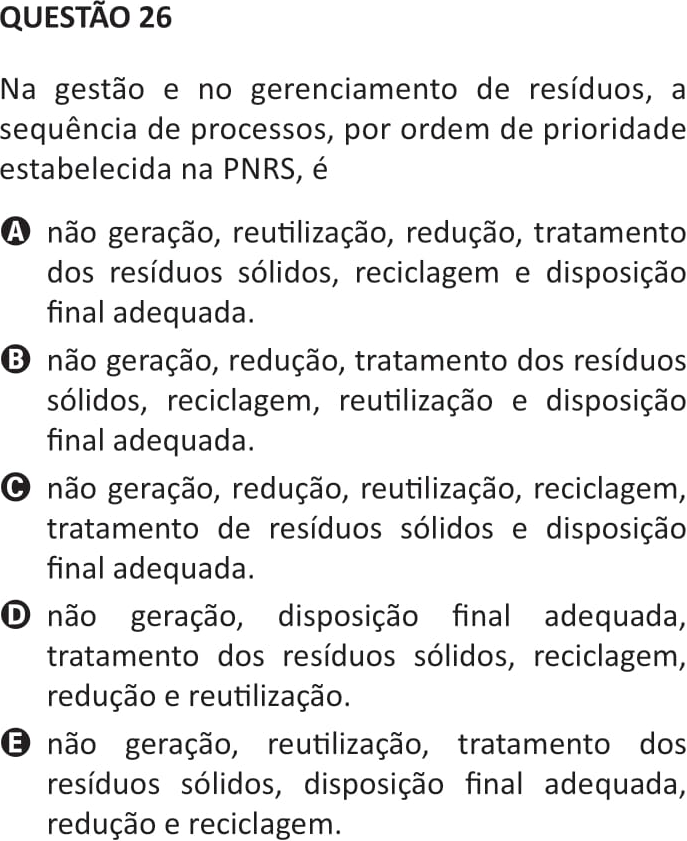 QUESTÃO 26
Na gestão e no gerenciamento de resíduos, a
sequência de processos, por ordem de prioridade
estabelecida na PNRS, é
A não geração, reutilização, redução, tratamento
dos resíduos sólidos, reciclagem e disposição
final adequada.
B não geração, redução, tratamento dos resíduos
sólidos, reciclagem, reutilização e disposição
final adequada.
C não geração, redução, reutilização, reciclagem,
tratamento de resíduos sólidos e disposição
final adequada.
D não geração, disposição final adequada,
tratamento dos resíduos sólidos, reciclagem,
redução e reutilização.
E não geração, reutilização, tratamento dos
resíduos sólidos, disposição final adequada,
redução e reciclagem.